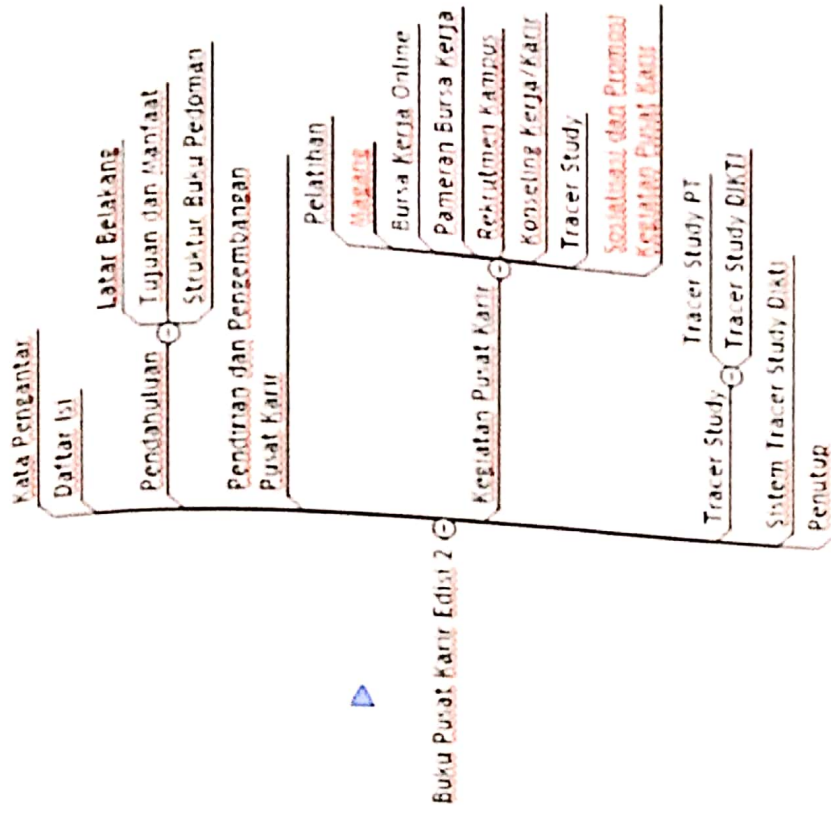 Kata Pengantar
Daftar Isi
Pendahuluan
Latar Belakang
Tujuan dan Manfaat
Struktur Buku Pedoman
Pendirian dan Pengembangan
Pusat Karir
Buku Pusat Karir Edisi 2
Kegiatan Pusat Karir
Pelatihan
Magang
Bursa Kerja Online
Pameran Bursa Kerja
Rekrutmen Kampus
Konseling Kerja/Karir
Tracer Study
Sosialisasi dan Promosi
Kegiatan Pusat Karir
Tracer Study
Tracer Study PT
Tracer Study DIKTI
Sistem Tracer Study Dikti
Penutup